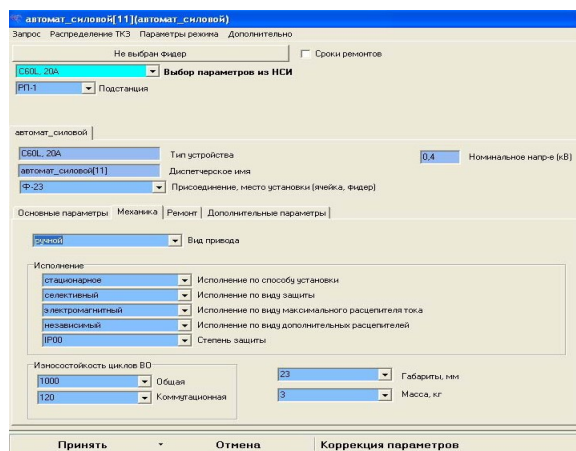 автомат_силовой[11](автомат_силовой)
Запрос Распределение ТКЗ Параметры режима Дополнительно
Не выбран Фидер Сроки ремонтов
C60L, 20A Выбор параметров из НСИ
РП-1 Подстанция
автомат_силовой
C60L, 20A Тип устройства 0,4 Номинальное напр-е (кВ)
автомат_силовой[11] Диспетчерское имя
Ф-23 Присоединение, место установки (ячейка, фидер)
Основные параметры Механика Ремонт Дополнительные параметры
ручной Вид привода
Исполнение
стационарное Исполнение по способу установки
селективный Исполнение по виду защиты
электромагнитный Исполнение по виду максимального расцепителя тока
независимый Исполнение по виду дополнительных расцепителей
IP00 Степень защиты
Износостойкость циклов ВО
1000 Общая 23 Габариты, мм
120 Коммутационная 3 Масса, кг
Принять Отмена Коррекция параметров